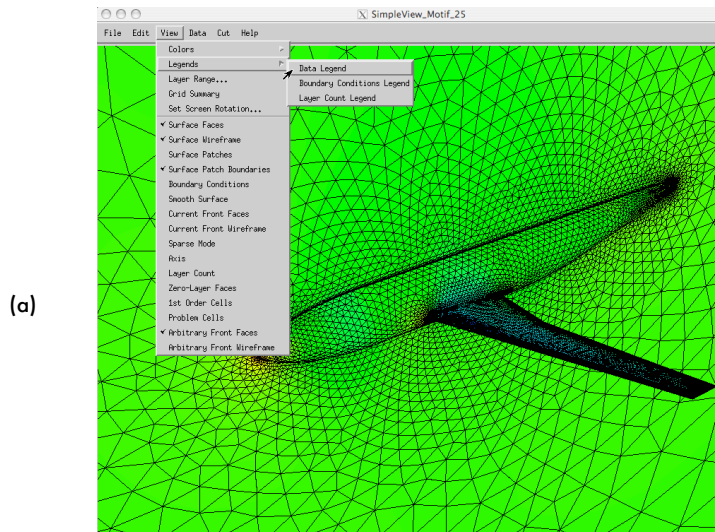 SimpleView_Motif_25
File Edit View Data Cut Help
Colors
Legends
Data Legend
Layer Range...
Boundary Conditions Legend
Grid Summary
Layer Count Legend
Set Screen Rotation...
Surface Faces
Surface Wireframe
Surface Patches
Surface Patch Boundaries
Boundary Conditions
Smooth Surface
Current Front Faces
Current Front Wireframe
Sparse Mode
Axis
Layer Count
Zero-Layer Faces
1st Order Cells
Problem Cells
Arbitrary Front Faces
Arbitrary Front Wireframe
(a)